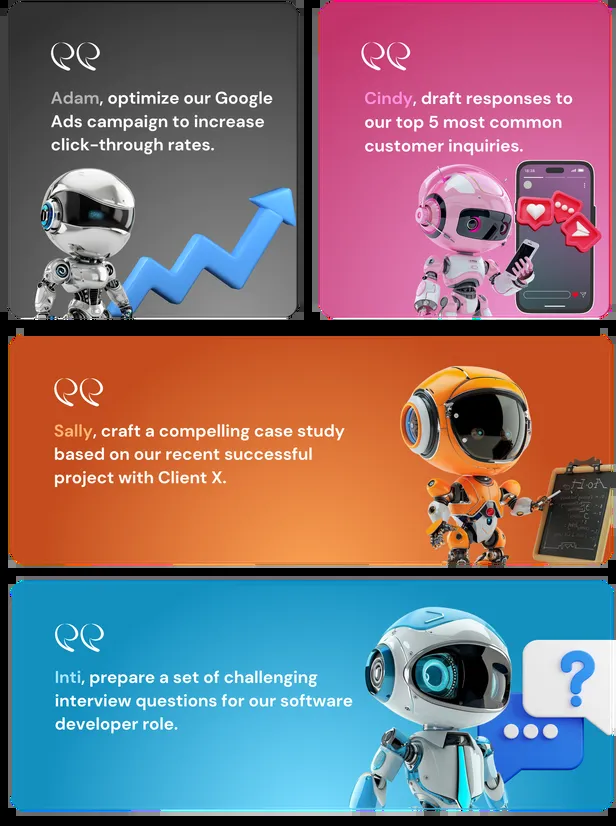 Adam, optimize our Google
Ads campaign to increase
click-through rates.
Cindy, draft responses to
our top 5 most common
customer inquiries.
Sally, craft a compelling case study
based on our recent successful
project with Client X.
Inti, prepare a set of challenging
interview questions for our software
developer role.
?